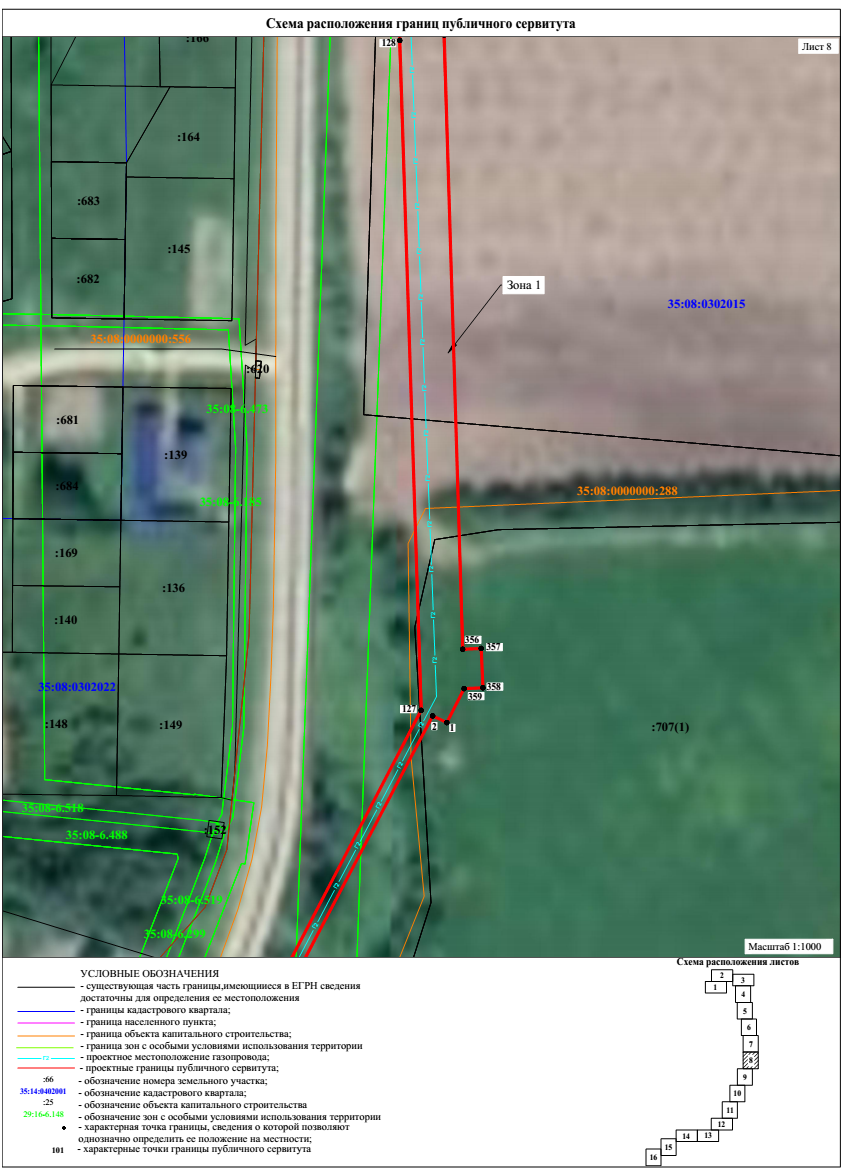 Схема расположения границ публичного сервитута
Лист 8
:166
128
:164
:683
:145
:682
Зона 1
35:08:0302015
35:08:0000000:556
:620
35:08-6.473
:681
:139
:684
35:08:0000000:288
35:08-6.185
:169
:136
:140
356
357
35:08:0302022
358
359
127
2
1
:148
:149
:707(1)
35:08-6.518
:152
35:08-6.488
35:08-6.519
35:08-6.299
Масштаб 1:1000
УСЛОВНЫЕ ОБОЗНАЧЕНИЯ
- существующая часть границы,имеющиеся в ЕГРН сведения
достаточны для определения ее местоположения
- границы кадастрового квартала;
- граница населенного пункта;
- граница объекта капитального строительства;
- граница зон с особыми условиями использования территории
- проектное местоположение газопровода;
- проектные границы публичного сервитута;
:66 - обозначение номера земельного участка;
35:14:0402001 - обозначение кадастрового квартала;
:25 - обозначение объекта капитального строительства
29:16-6.148 - обозначение зон с особыми условиями использования территории
- характерная точка границы, сведения о которой позволяют
однозначно определить ее положение на местности;
101 - характерные точки границы публичного сервитута
Схема расположения листов
2
3
1
4
5
6
7
8
9
10
11
12
14 13
15
16